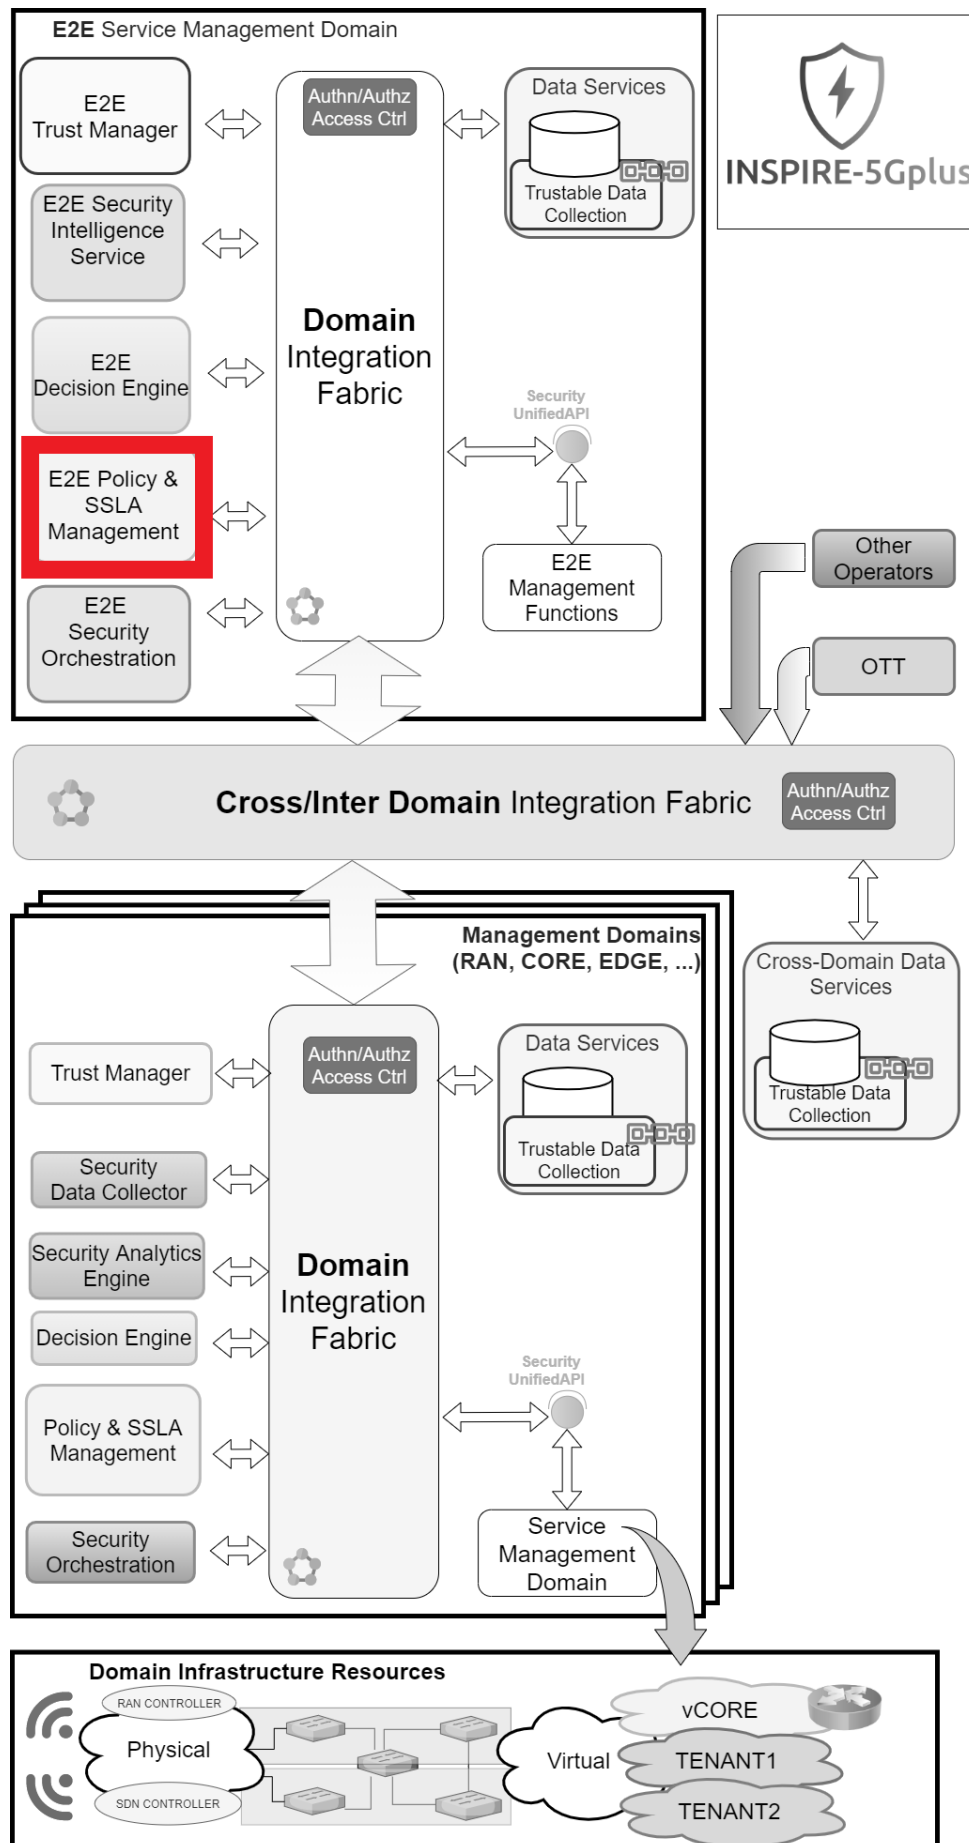 E2E Service Management Domain
E2E
Trust Manager
Authn/Authz
Access Ctrl
Data Services
Trustable Data
Collection
INSPIRE-5Gplus
E2E Security
Intelligence
Service
Domain
Integration
Fabric
E2E
Decision Engine
Security
UnifiedAPI
E2E Policy &
SSLA
Management
E2E
Management
Functions
E2E
Security
Orchestration
Other
Operators
OTT
Cross/Inter Domain Integration Fabric
Authn/Authz
Access Ctrl
Management Domains
(RAN, CORE, EDGE, ...)
Cross-Domain Data
Services
Trustable Data
Collection
Trust Manager
Authn/Authz
Access Ctrl
Data Services
Trustable Data
Collection
Security
Data Collector
Security Analytics
Engine
Domain
Integration
Fabric
Decision Engine
Security
UnifiedAPI
Policy & SSLA
Management
Security
Orchestration
Service
Management
Domain
Domain Infrastructure Resources
RAN CONTROLLER
Physical
SDN CONTROLLER
Virtual
vCORE
TENANT1
TENANT2